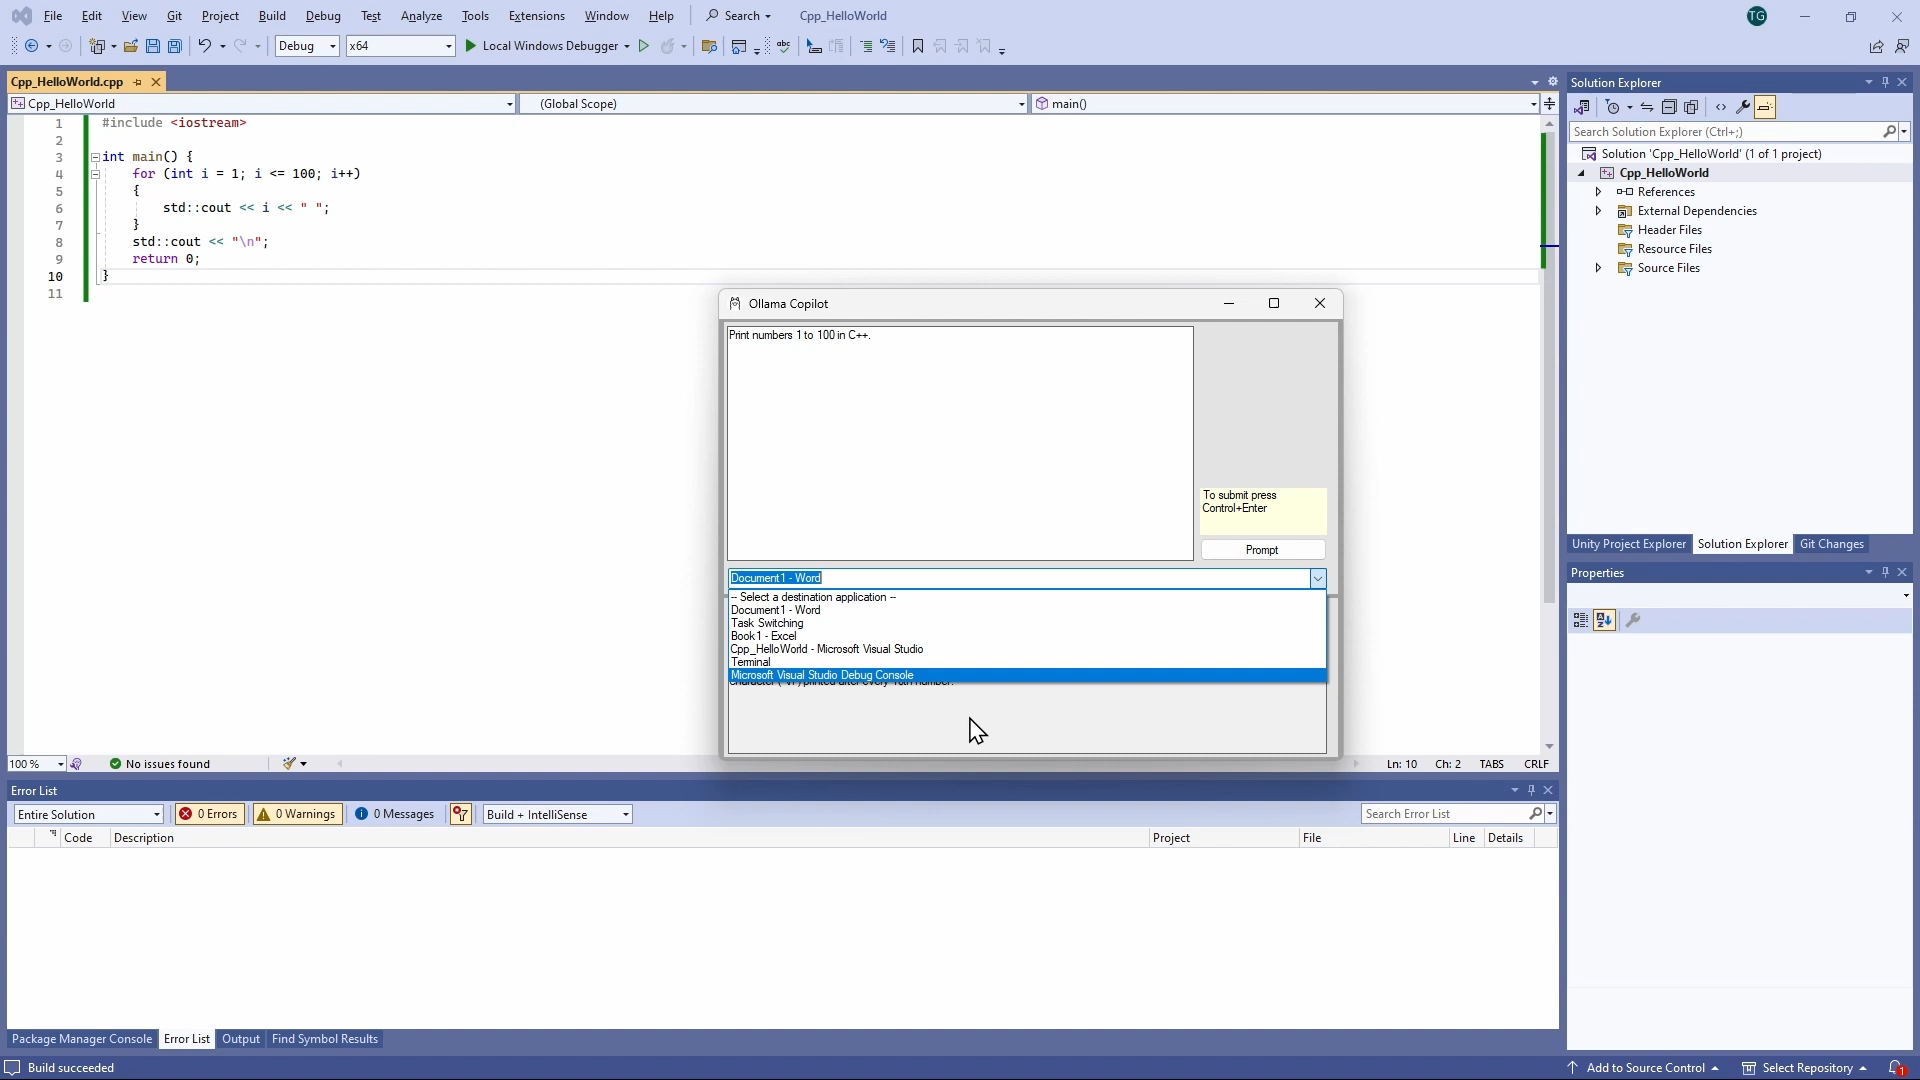 File Edit View Git Project Build Debug Test Analyze Tools Extensions Window Help Search Cpp_HelloWorld TG
Debug x64 Local Windows Debugger
Cpp_HelloWorld.cpp
Cpp_HelloWorld (Global Scope) main()
1 #include <iostream>
2
3 int main() {
4 for (int i = 1; i <= 100; i++)
5 {
6 std::cout << i << " ";
7 }
8 std::cout << "\n";
9 return 0;
10 }
11
Ollama Copilot
Print numbers 1 to 100 in C++.
To submit press
Control+Enter
Prompt
Document1 - Word
-- Select a destination application --
Document1 - Word
Task Switching
Book1 - Excel
Cpp_HelloWorld - Microsoft Visual Studio
Terminal
Microsoft Visual Studio Debug Console
100 % No issues found Ln: 10 Ch: 2 TABS CRLF
Error List
Entire Solution 0 Errors 0 Warnings 0 Messages Build + IntelliSense Search Error List
Code Description Project File Line Details
Package Manager Console Error List Output Find Symbol Results
Solution Explorer
Search Solution Explorer (Ctrl+;)
Solution 'Cpp_HelloWorld' (1 of 1 project)
Cpp_HelloWorld
References
External Dependencies
Header Files
Resource Files
Source Files
Unity Project Explorer Solution Explorer Git Changes
Properties
Build succeeded Add to Source Control Select Repository 1